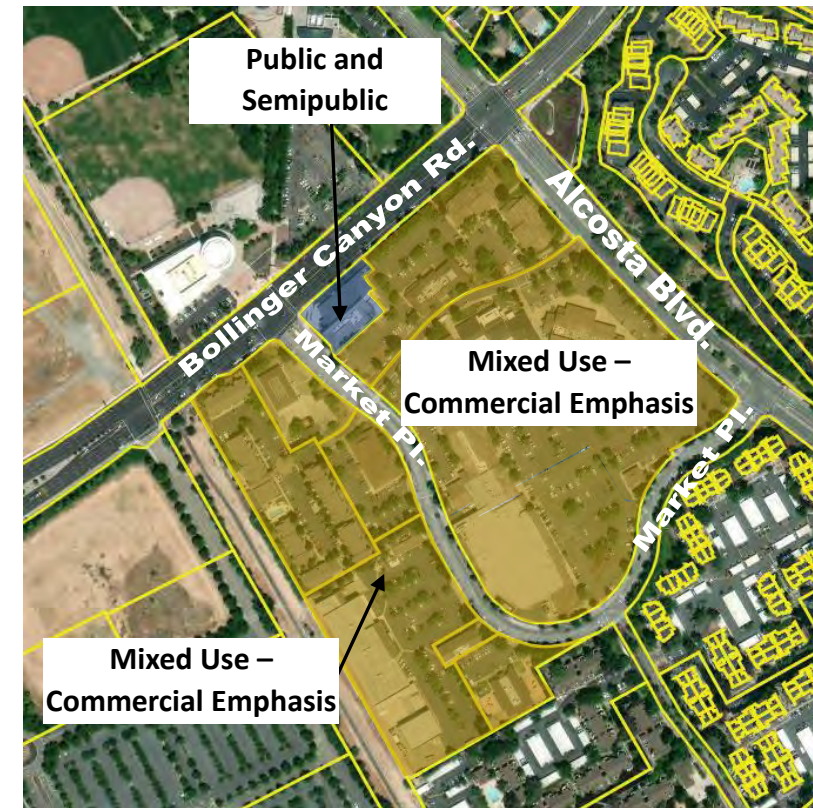 Public and
Semipublic
Bollinger Canyon Rd.
Alcosta Blvd.
Market Pl.
Mixed Use –
Commercial Emphasis
Market Pl.
Mixed Use –
Commercial Emphasis